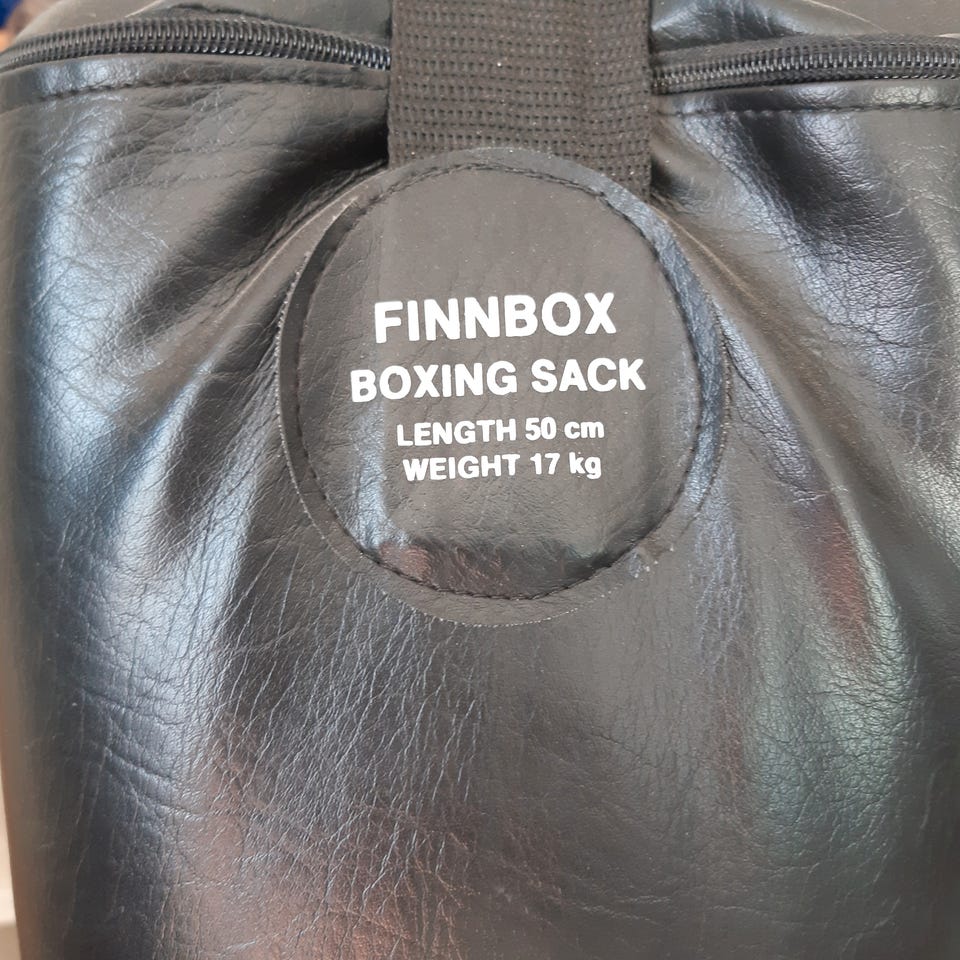 FINNBOX
BOXING SACK
LENGTH 50 cm
WEIGHT 17 kg